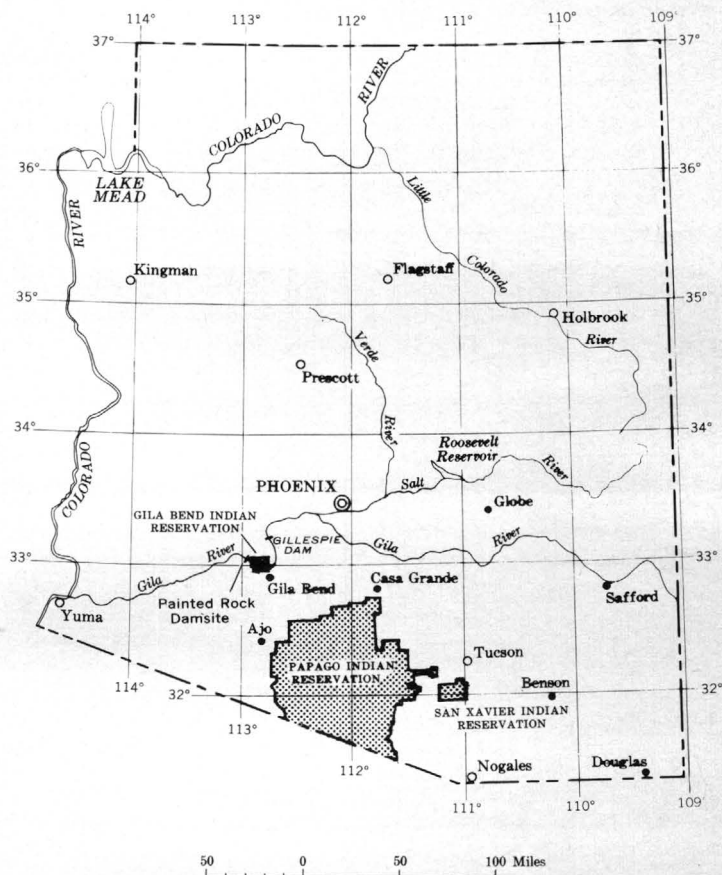 114° 113° 112° 111° 110° 109°
37° 37°
RIVER
COLORADO
36° 36°
LAKE
MEAD
Little
RIVER
Kingman
Flagstaff
Colorado
35° 35°
Holbrook
River
Verde
Prescott
34° 34°
River
Roosevelt
Reservoir
River
COLORADO
PHOENIX
Salt
Globe
GILA BEND INDIAN
RESERVATION
GILLESPIE
DAM
River
33° 33°
Gila
River
Gila
Gila Bend
Casa Grande
Safford
Yuma
Painted Rock
Damsite
Ajo
Tucson
PAPAGO INDIAN
RESERVATION
Benson
114° 32° 32°
SAN XAVIER INDIAN
RESERVATION
113°
112°
Nogales
Douglas
111° 110° 109°
50 0 50 100 Miles